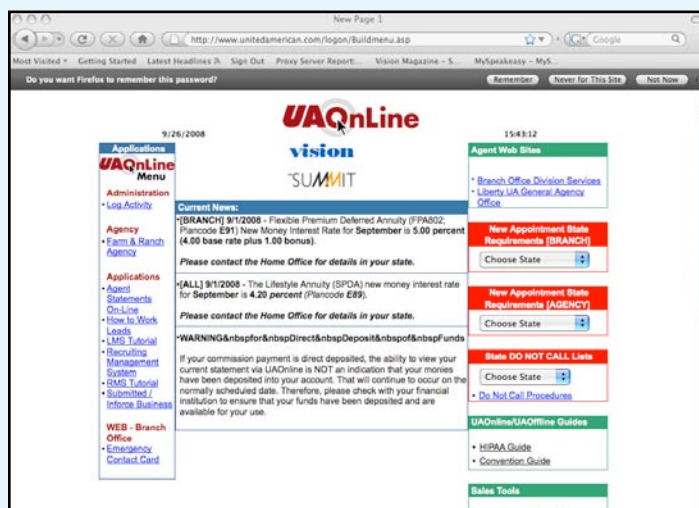 New Page 1
http://www.unitedamerican.com/logon/Buildmenu.asp
Google
Most Visited Getting Started Latest Headlines Sign Out Proxy Server Report:... Vision Magazine – S... MySpeakeasy – MyS...
Do you want Firefox to remember this password?
Remember Never for This Site Not Now
UAOnLine
9/26/2008
15:43:12
vision
SUMMIT
Applications
UAOnLine
Menu
Administration
• Log Activity
Agency
• Farm & Ranch
Agency
Applications
• Agent
Statements
On-Line
• How to Work
Leads
• LMS Tutorial
• Recruiting
Management
System
• RMS Tutorial
• Submitted /
Inforce Business
WEB - Branch
Office
• Emergency
Contact Card
Current News:
•[BRANCH] 9/1/2008 - Flexible Premium Deferred Annuity (FPA802;
Plancode E91) New Money Interest Rate for September is 5.00 percent
(4.00 base rate plus 1.00 bonus).
Please contact the Home Office for details in your state.
•[ALL] 9/1/2008 - The Lifestyle Annuity (SPDA) new money interest rate
for September is 4.20 percent (Plancode E89).
Please contact the Home Office for details in your state.
•WARNING&nbspfor&nbspDirect&nbspDeposit&nbspof&nbspFunds
If your commission payment is direct deposited, the ability to view your
current statement via UAOnline is NOT an indication that your monies
have been deposited into your account. That will continue to occur on the
normally scheduled date. Therefore, please check with your financial
institution to ensure that your funds have been deposited and are
available for your use.
Agent Web Sites
• Branch Office Division Services
• Liberty UA General Agency
Office
New Appointment State
Requirements [BRANCH]
Choose State
New Appointment State
Requirements [AGENCY]
Choose State
State DO NOT CALL Lists
Choose State
• Do Not Call Procedures
UAOnline/UAOffline Guides
• HIPAA Guide
• Convention Guide
Sales Tools